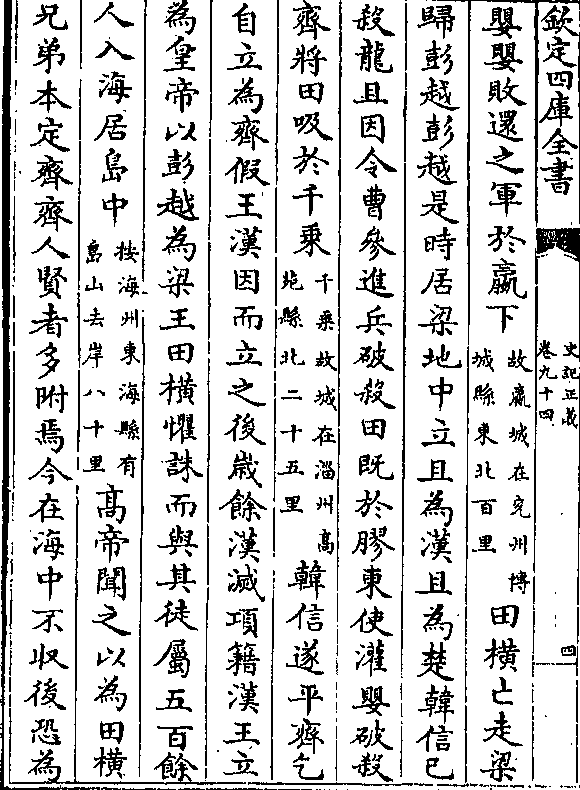 欽定四庫全書
史記正義
卷九十四
四
嬰嬰敗還之軍於嬴下故嬴城在兖州博城縣東北百里田横亡走梁
歸彭越彭越是時居梁地中立且為漢且為楚韓信已
殺龍且因令曹參進兵破殺田既於膠東使灌嬰破殺
齊將田吸於千乗千乗故城在淄州高苑縣北二十五里韓信遂平齊乞
自立為齊假王漢因而立之後嵗餘漢滅項籍漢王立
為皇帝以彭越為梁王田横懼誅而與其徒屬五百餘
人入海居島中按海州東海縣有島山去岸八十里髙帝聞之以為田横
兄弟本定齊齊人賢者多附焉今在海中不収後恐為